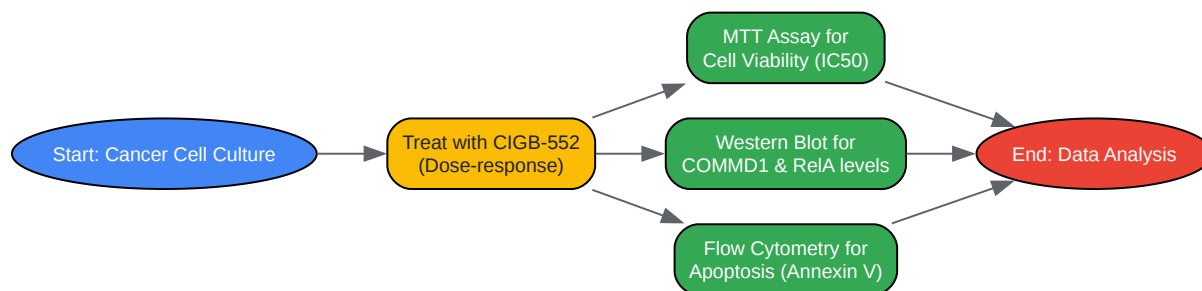 Start: Cancer Cell Culture
Treat with CIGB-552
(Dose-response)
MTT Assay for
Cell Viability (IC50)
Western Blot for
COMMD1 & RelA levels
Flow Cytometry for
Apoptosis (Annexin V)
End: Data Analysis